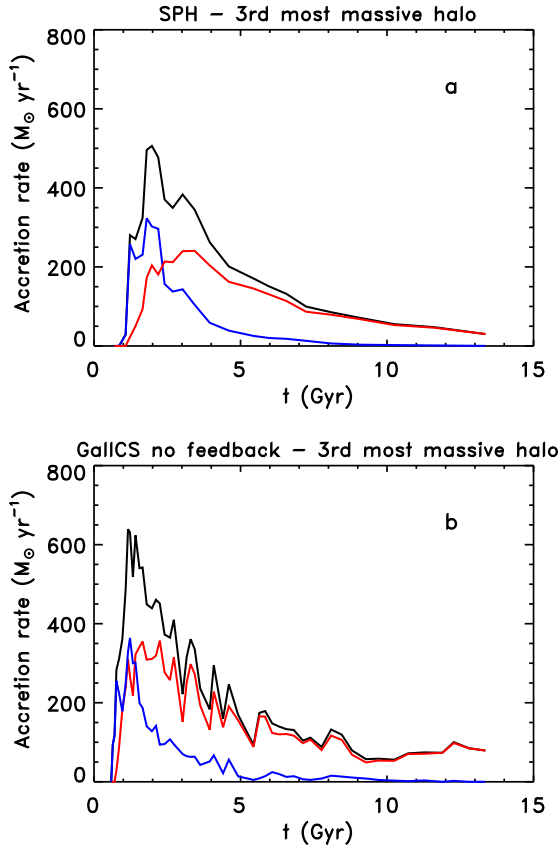 SPH – 3rd most massive halo
800
600
400
200
0
Accretion rate (M⊙ yr⁻¹)
a
0 5 10 15
t (Gyr)
GalICS no feedback – 3rd most massive halo
800
600
400
200
0
Accretion rate (M⊙ yr⁻¹)
b
0 5 10 15
t (Gyr)